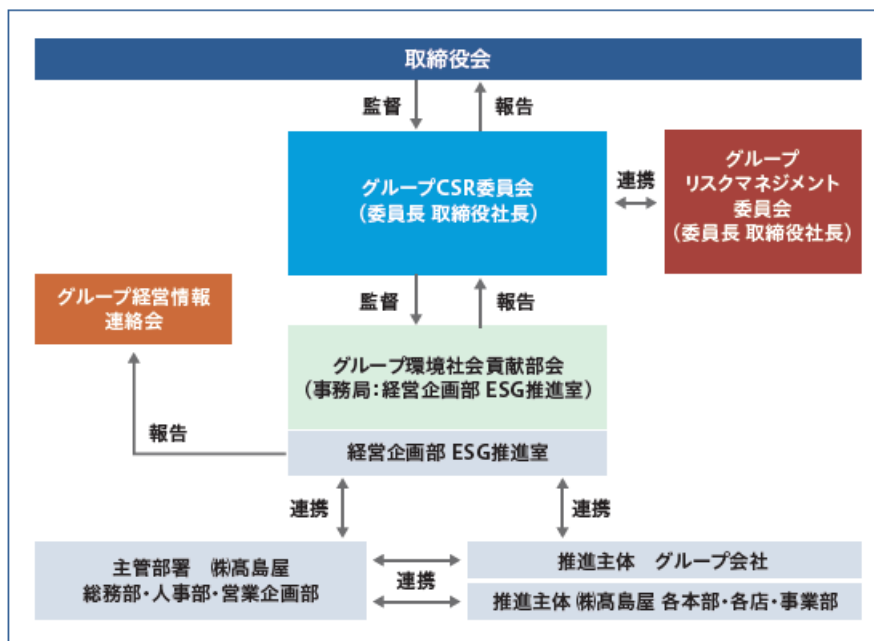 取締役会
監督
報告
グループCSR委員会
（委員長 取締役社長）
連携
グループ
リスクマネジメント
委員会
（委員長 取締役社長）
グループ経営情報
連絡会
監督
報告
グループ環境社会貢献部会
（事務局：経営企画部 ESG推進室）
報告
経営企画部 ESG推進室
連携
連携
主管部署　㈱髙島屋
総務部・人事部・営業企画部
連携
推進主体　グループ会社
推進主体 ㈱髙島屋 各本部・各店・事業部